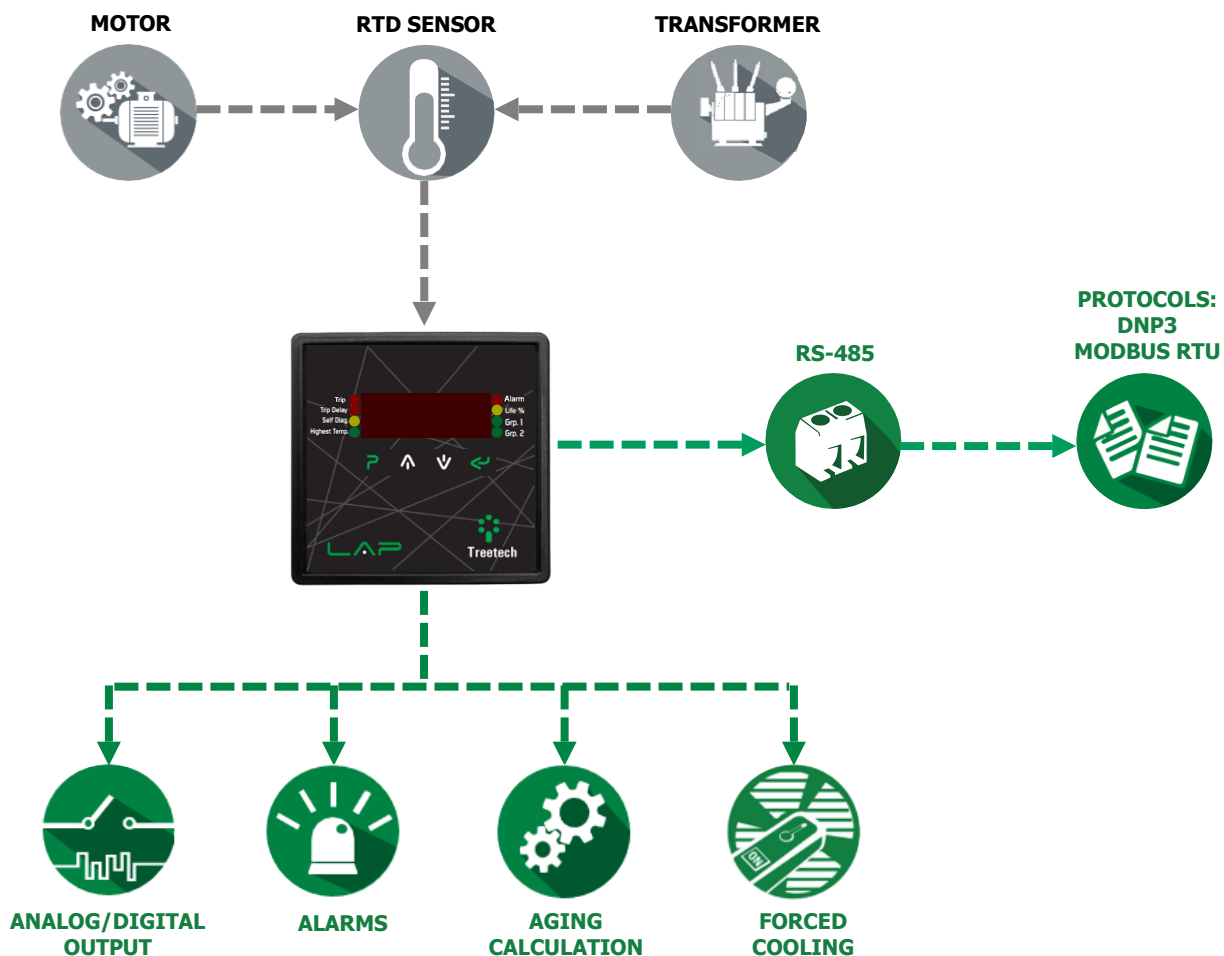 MOTOR
RTD SENSOR
TRANSFORMER
PROTOCOLS:
DNP3
MODBUS RTU
RS-485
Trip
Trip Delay
Self Diag.
Highest Temp.
Alarm
Life %
Grp. 1
Grp. 2
LAP
Treetech
ON
ANALOG/DIGITAL
OUTPUT
ALARMS
AGING
CALCULATION
FORCED
COOLING